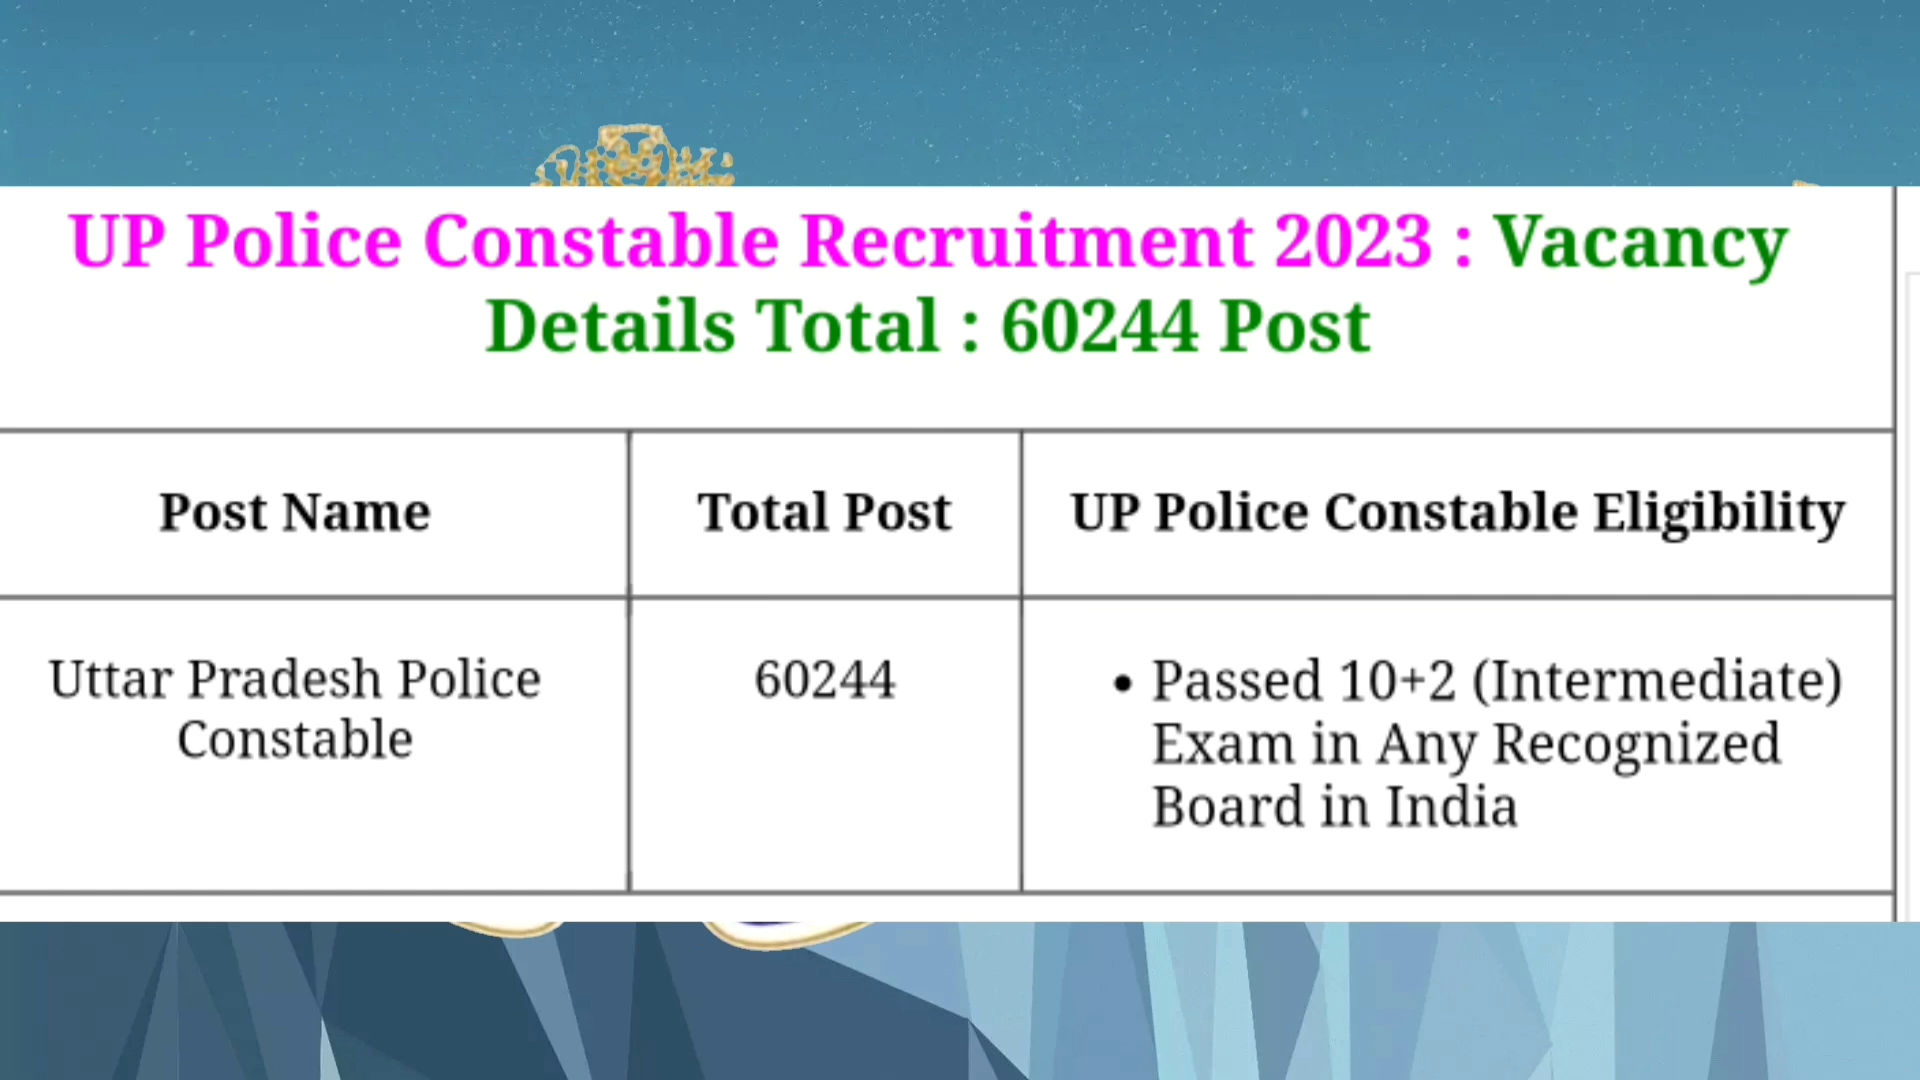 UP Police Constable Recruitment 2023 : Vacancy
Details Total : 60244 Post
Post Name
Total Post
UP Police Constable Eligibility
Uttar Pradesh Police
Constable
60244
• Passed 10+2 (Intermediate)
Exam in Any Recognized
Board in India